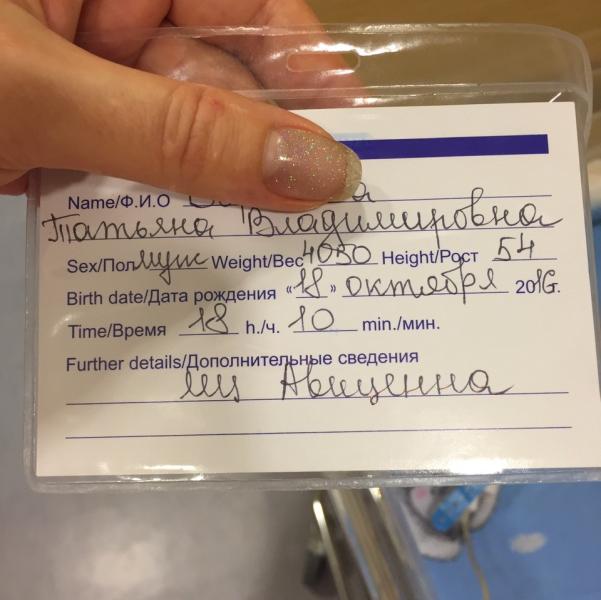 Name/Ф.И.О
Татьяна Владимировна
Sex/Пол муж Weight/Вес 4050 Height/Рост 54
Birth date/Дата рождения "18" октября 2016г.
Time/Время 18 h./ч. 10 min./мин.
Further details/Дополнительные сведения
мц Авиценна